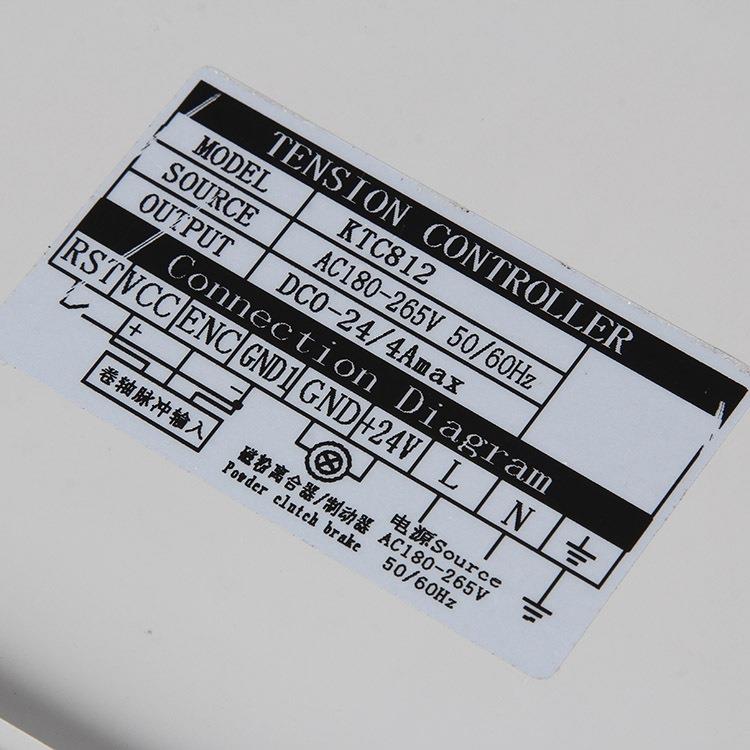 TENSION CONTROLLER
MODEL KTC812
SOURCE AC180-265V 50/60Hz
OUTPUT DC0-24/4Amax
Connection Diagram
RST VCC ENC GND1 GND +24V L N
+ -
卷轴脉冲输入
磁粉离合器/制动器
Powder clutch brake
电源Source
AC180-265V
50/60Hz